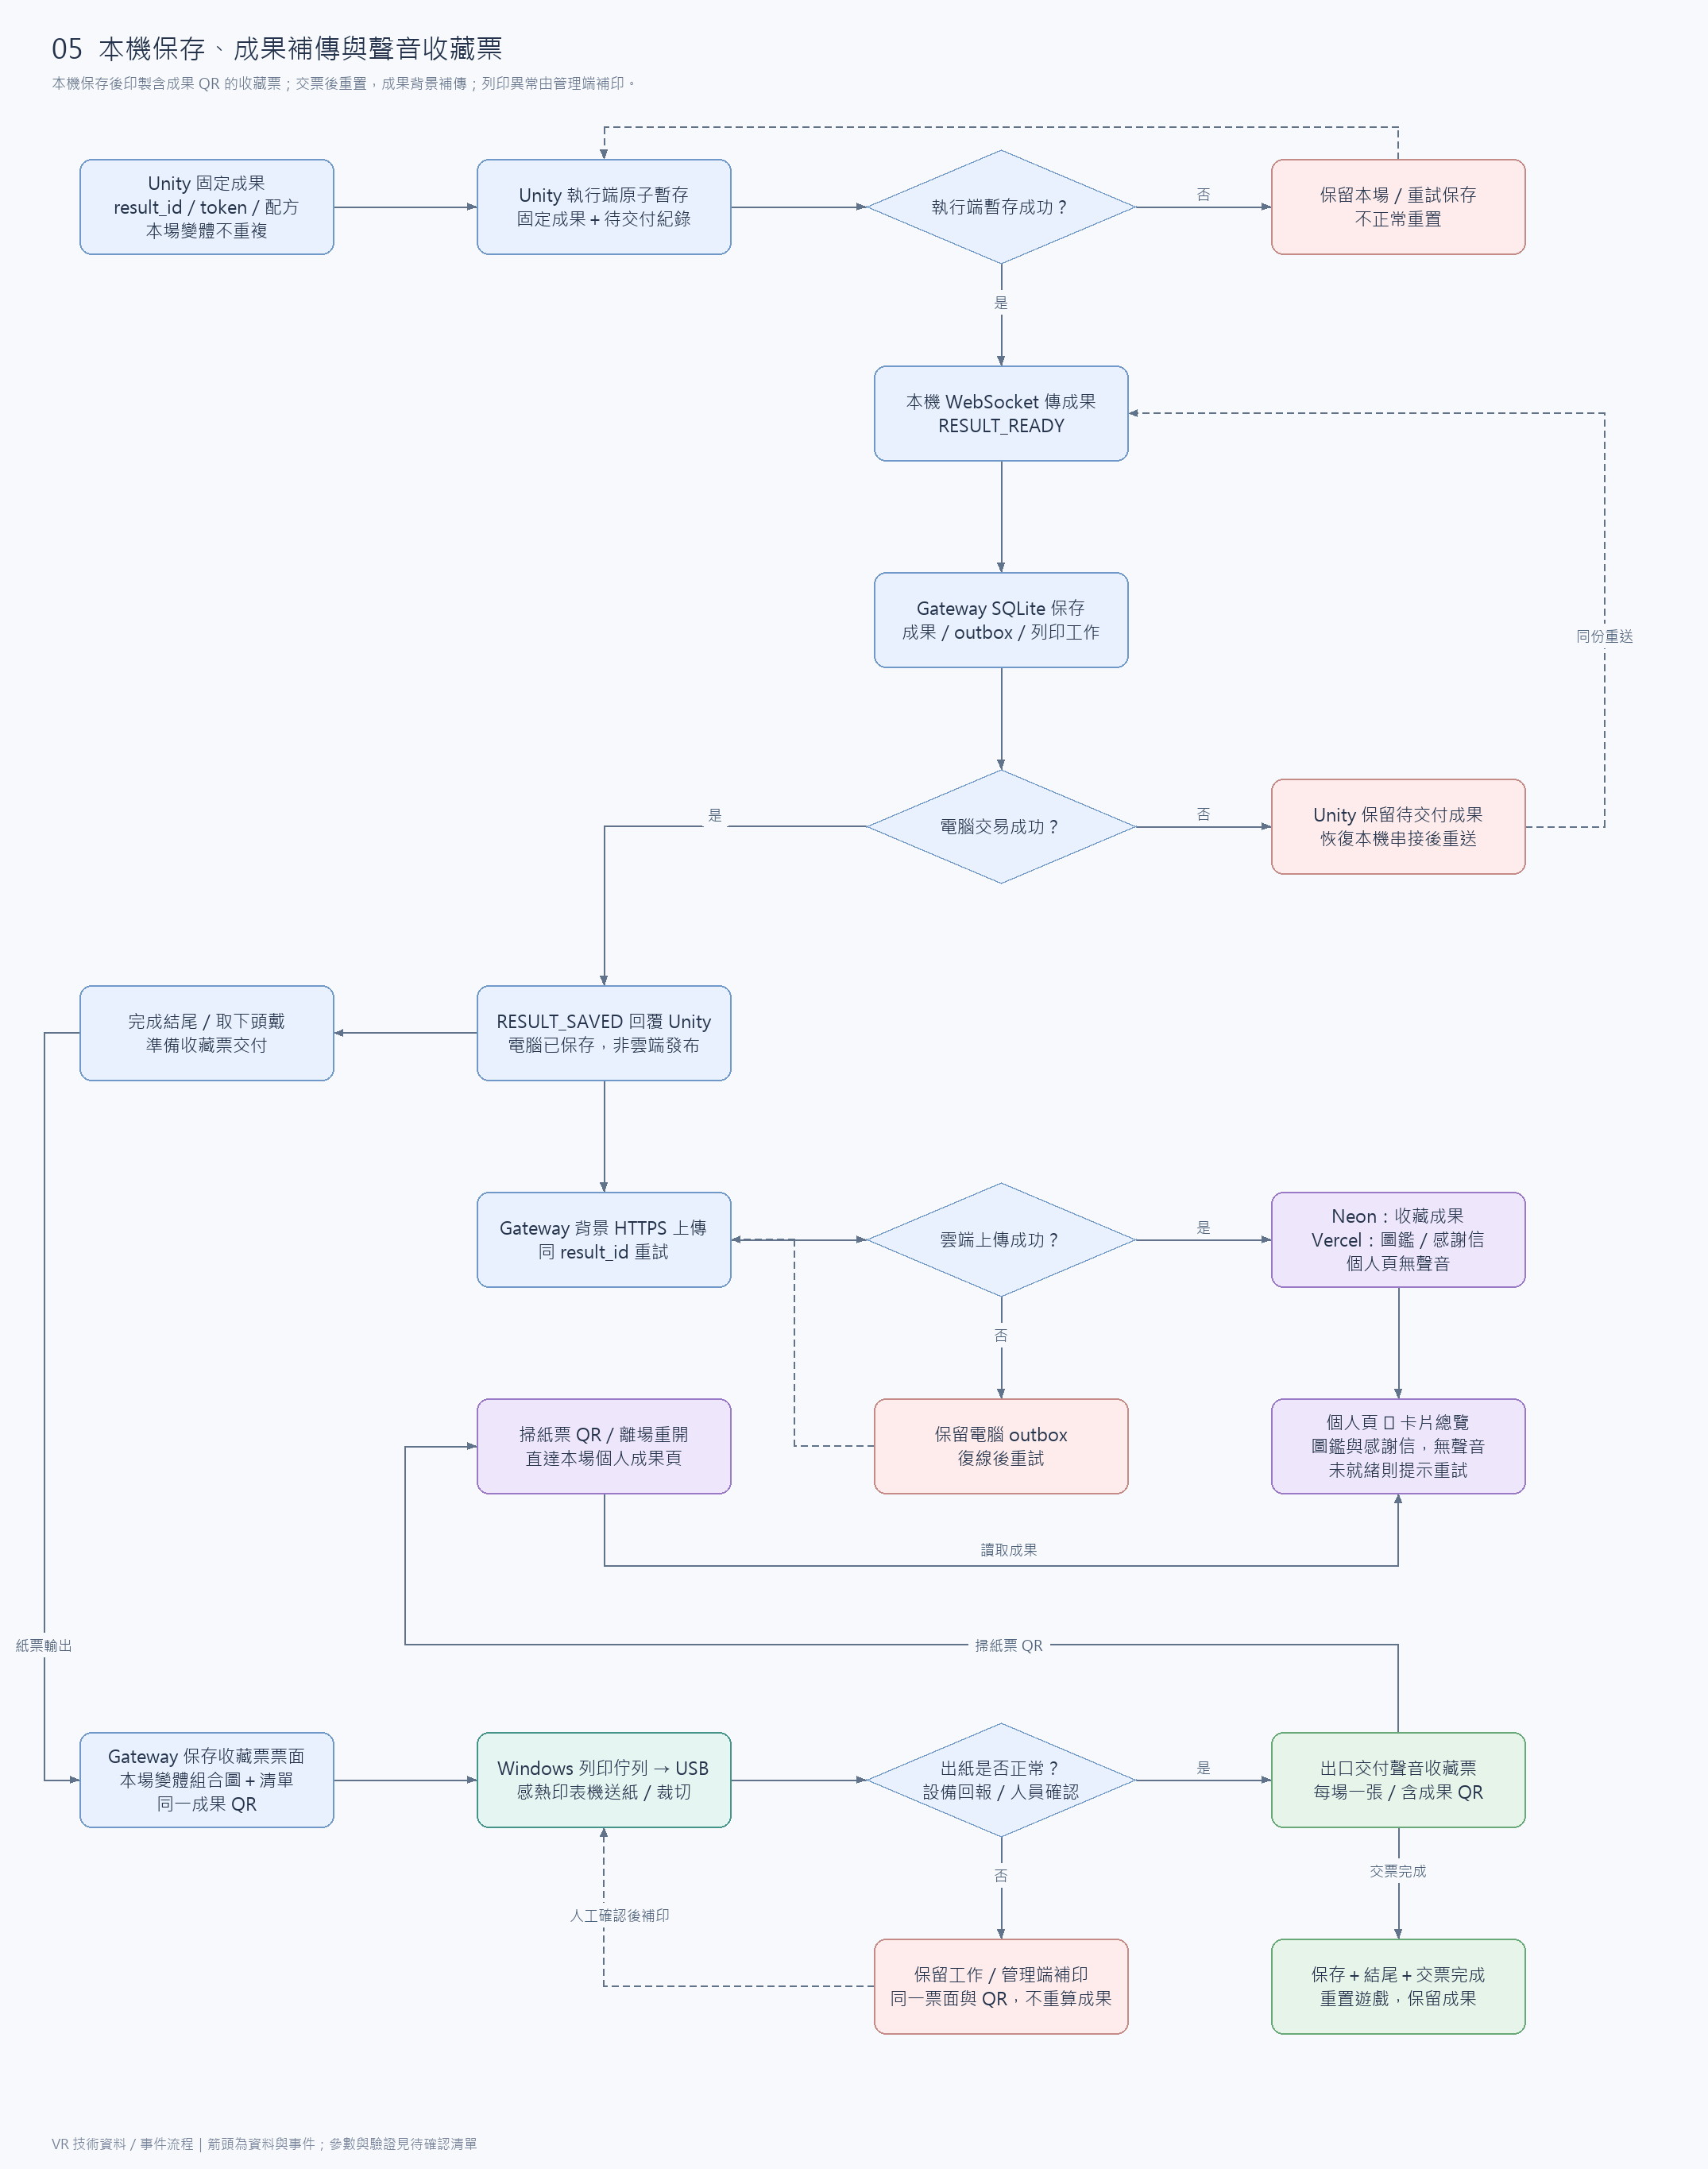 05 本機保存、成果補傳與聲音收藏票
本機保存後印製含成果 QR 的收藏票；交票後重置，成果背景補傳；列印異常由管理端補印。
Unity 固定成果
result_id / token / 配方
本場變體不重複
Unity 執行端原子暫存
固定成果 + 待交付紀錄
執行端暫存成功？
否
保留本場 / 重試保存
不正常重置
是
本機 WebSocket 傳成果
RESULT_READY
Gateway SQLite 保存
成果 / outbox / 列印工作
同份重送
電腦交易成功？
是
否
Unity 保留待交付成果
恢復本機串接後重送
完成結尾 / 取下頭戴
準備收藏票交付
RESULT_SAVED 回覆 Unity
電腦已保存，非雲端發布
Gateway 背景 HTTPS 上傳
同 result_id 重試
雲端上傳成功？
是
Neon：收藏成果
Vercel：圖鑑 / 感謝信
個人頁無聲音
否
掃紙票 QR / 離場重開
直達本場個人成果頁
保留電腦 outbox
復線後重試
個人頁 □ 卡片總覽
圖鑑與感謝信，無聲音
未就緒則提示重試
讀取成果
紙票輸出
掃紙票 QR
Gateway 保存收藏票票面
本場變體組合圖 + 清單
同一成果 QR
Windows 列印佇列 → USB
感熱印表機送紙 / 裁切
出紙是否正常？
設備回報 / 人員確認
是
出口交付聲音收藏票
每場一張 / 含成果 QR
否
交票完成
人工確認後補印
保留工作 / 管理端補印
同一票面與 QR，不重算成果
保存 + 結尾 + 交票完成
重置遊戲，保留成果
VR 技術資料 / 事件流程 | 箭頭為資料與事件；參數與驗證見待確認清單